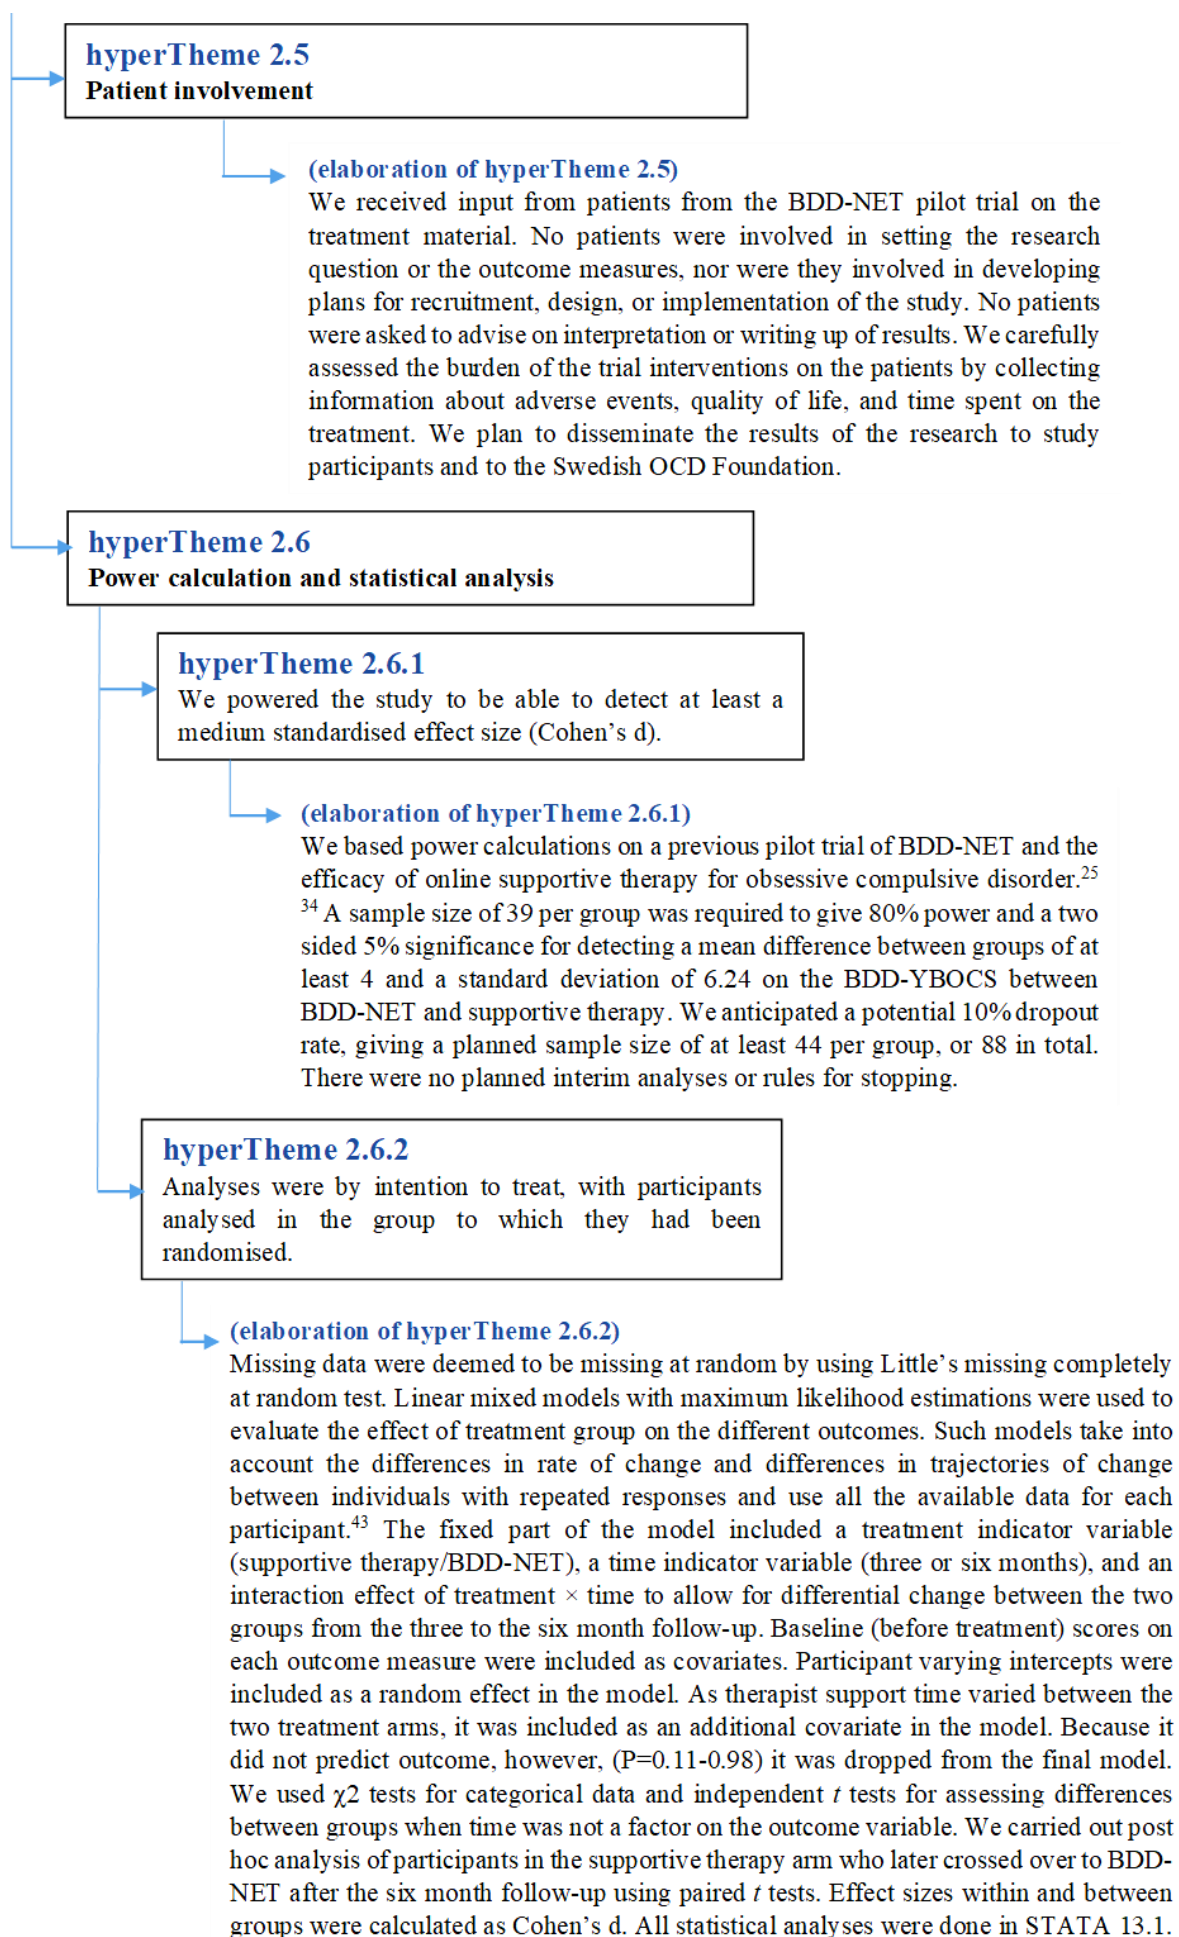 hyperTheme 2.5
Patient involvement
(elaboration of hyperTheme 2.5)
We received input from patients from the BDD-NET pilot trial on the
treatment material. No patients were involved in setting the research
question or the outcome measures, nor were they involved in developing
plans for recruitment, design, or implementation of the study. No patients
were asked to advise on interpretation or writing up of results. We carefully
assessed the burden of the trial interventions on the patients by collecting
information about adverse events, quality of life, and time spent on the
treatment. We plan to disseminate the results of the research to study
participants and to the Swedish OCD Foundation.
hyperTheme 2.6
Power calculation and statistical analysis
hyperTheme 2.6.1
We powered the study to be able to detect at least a
medium standardised effect size (Cohen's d).
(elaboration of hyperTheme 2.6.1)
We based power calculations on a previous pilot trial of BDD-NET and the
efficacy of online supportive therapy for obsessive compulsive disorder.25
34 A sample size of 39 per group was required to give 80% power and a two
sided 5% significance for detecting a mean difference between groups of at
least 4 and a standard deviation of 6.24 on the BDD-YBOCS between
BDD-NET and supportive therapy. We anticipated a potential 10% dropout
rate, giving a planned sample size of at least 44 per group, or 88 in total.
There were no planned interim analyses or rules for stopping.
hyperTheme 2.6.2
Analyses were by intention to treat, with participants
analysed in the group to which they had been
randomised.
(elaboration of hyperTheme 2.6.2)
Missing data were deemed to be missing at random by using Little's missing completely
at random test. Linear mixed models with maximum likelihood estimations were used to
evaluate the effect of treatment group on the different outcomes. Such models take into
account the differences in rate of change and differences in trajectories of change
between individuals with repeated responses and use all the available data for each
participant.43 The fixed part of the model included a treatment indicator variable
(supportive therapy/BDD-NET), a time indicator variable (three or six months), and an
interaction effect of treatment × time to allow for differential change between the two
groups from the three to the six month follow-up. Baseline (before treatment) scores on
each outcome measure were included as covariates. Participant varying intercepts were
included as a random effect in the model. As therapist support time varied between the
two treatment arms, it was included as an additional covariate in the model. Because it
did not predict outcome, however, (P=0.11-0.98) it was dropped from the final model.
We used χ2 tests for categorical data and independent t tests for assessing differences
between groups when time was not a factor on the outcome variable. We carried out post
hoc analysis of participants in the supportive therapy arm who later crossed over to BDD-
NET after the six month follow-up using paired t tests. Effect sizes within and between
groups were calculated as Cohen's d. All statistical analyses were done in STATA 13.1.